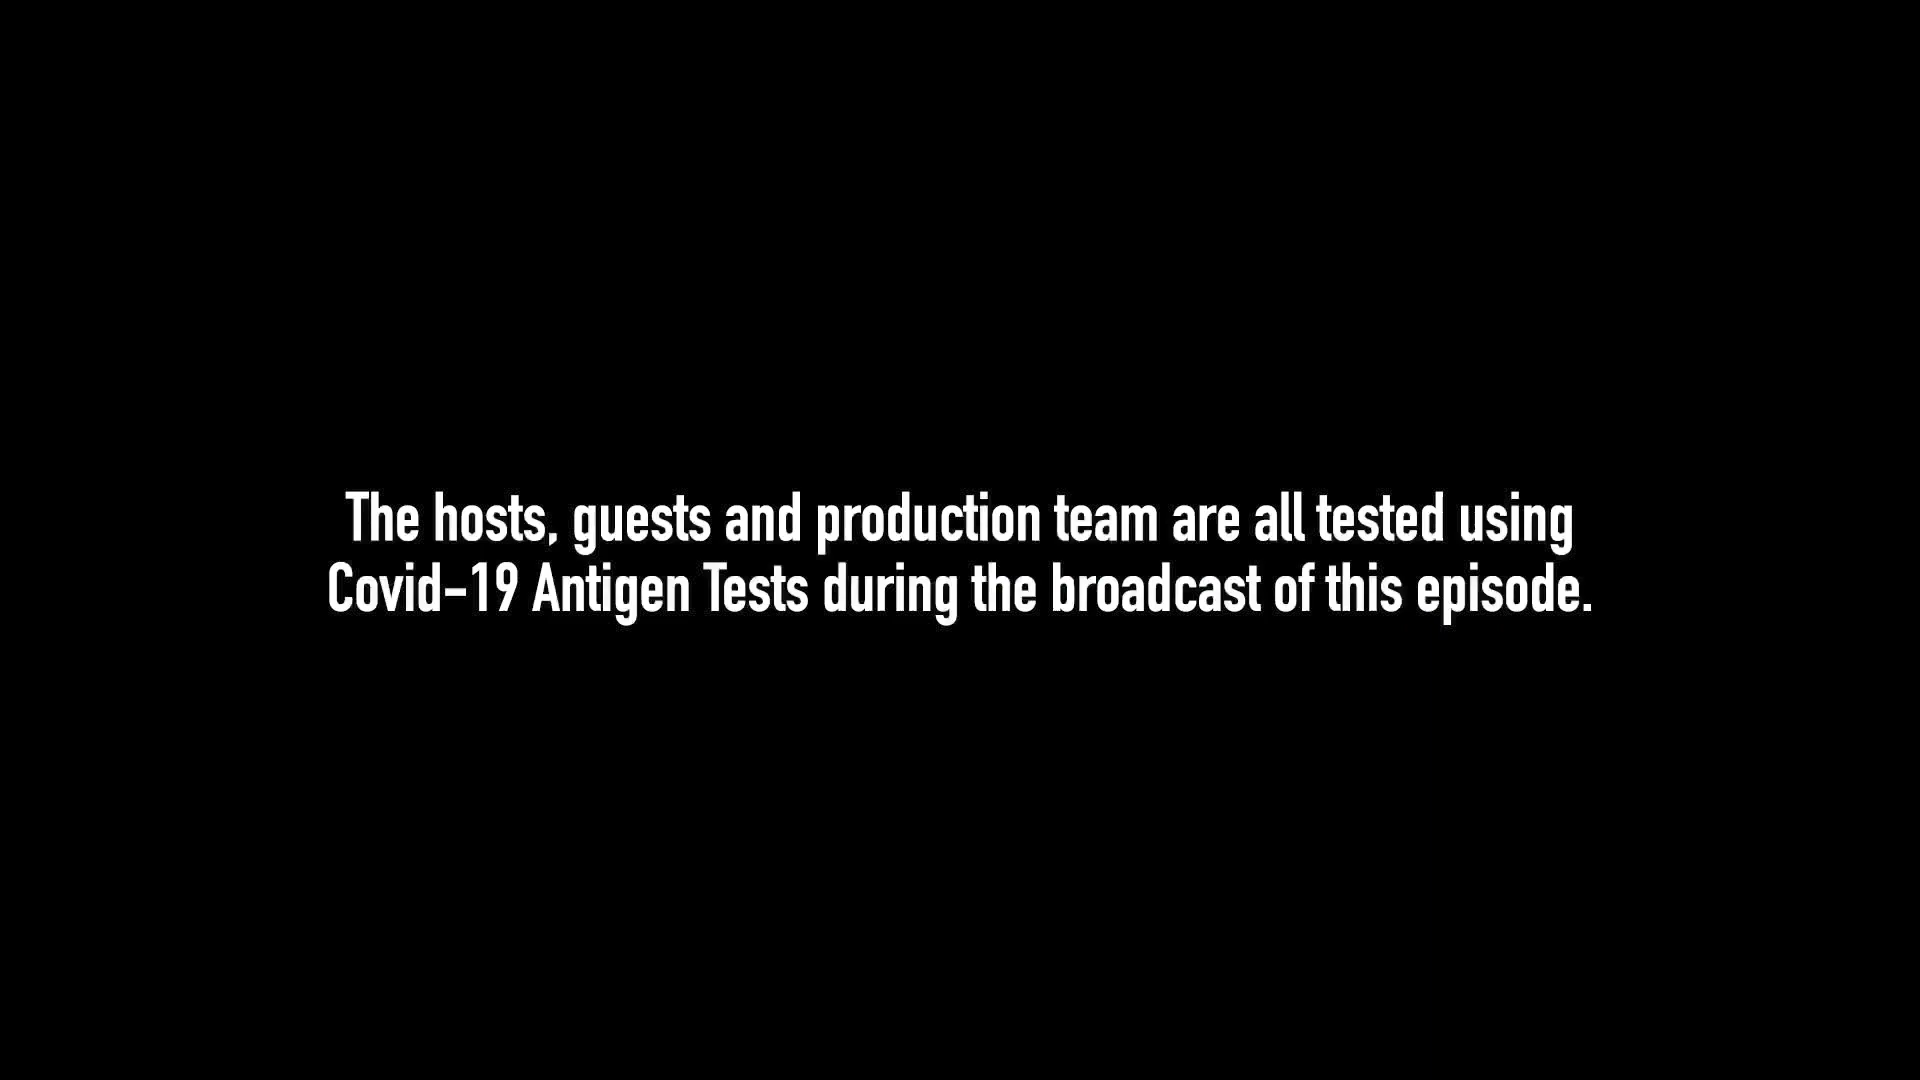 The hosts, guests and production team are all tested using
Covid-19 Antigen Tests during the broadcast of this episode.